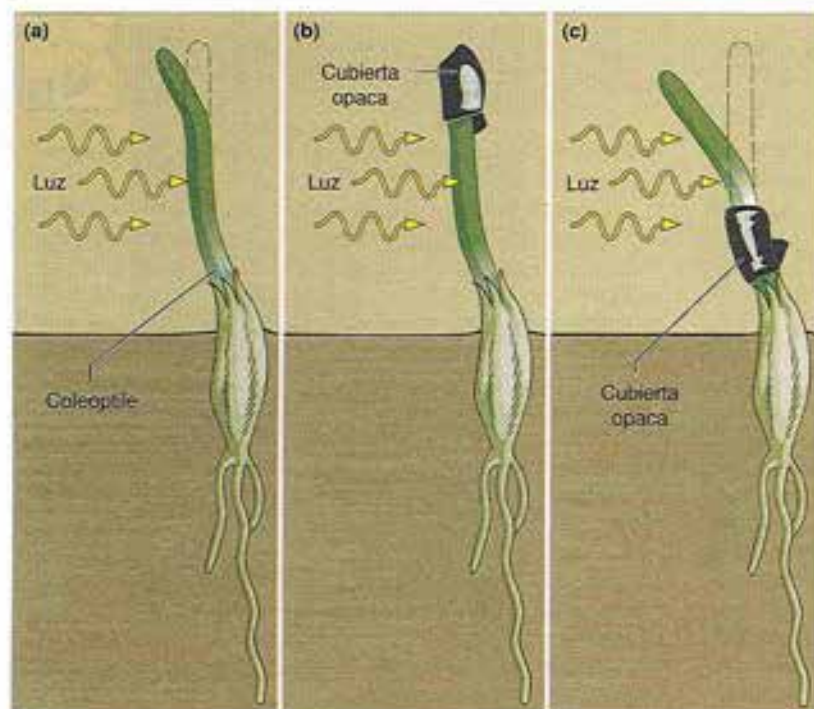 (a)
Luz
Coleoptile
(b)
Cubierta
opaca
Luz
(c)
Luz
Cubierta
opaca